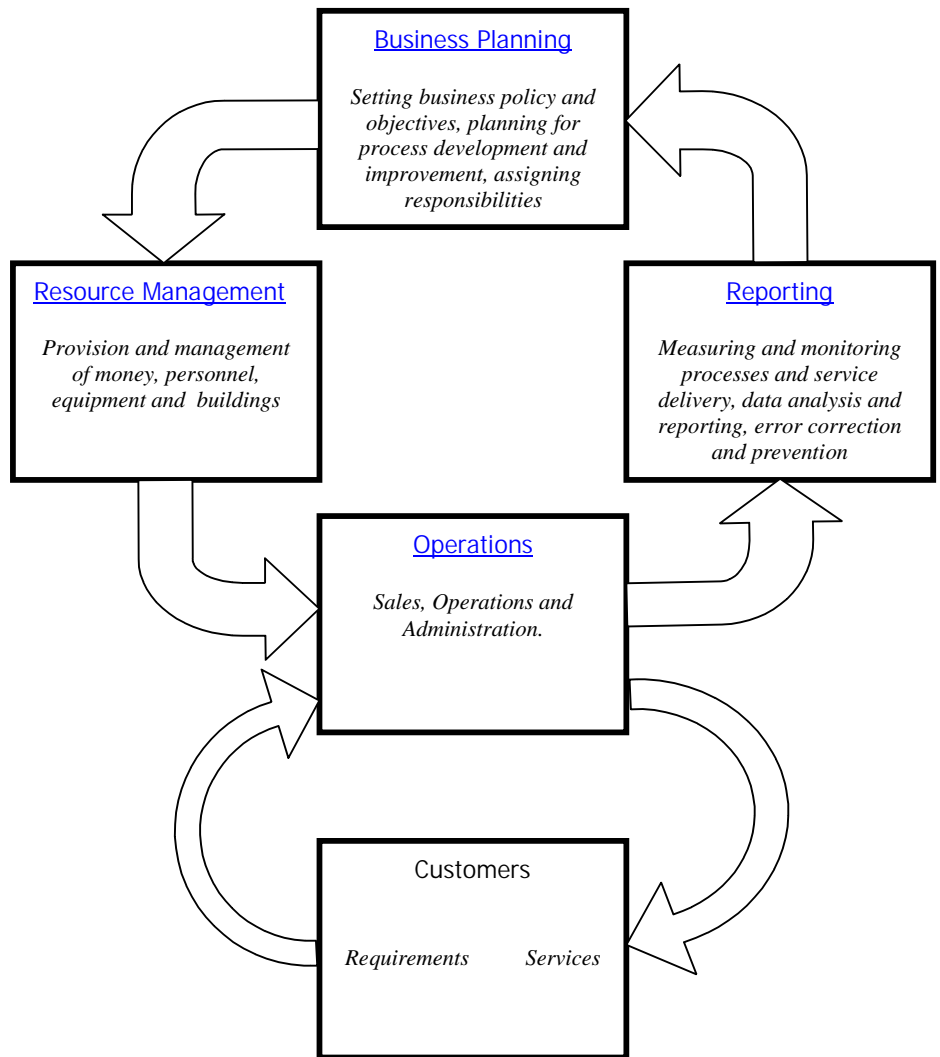 Business Planning
Setting business policy and
objectives, planning for
process development and
improvement, assigning
responsibilities
Resource Management
Provision and management
of money, personnel,
equipment and  buildings
Reporting
Measuring and monitoring
processes and service
delivery, data analysis and
reporting, error correction
and prevention
Operations
Sales, Operations and
Administration.
Customers
Requirements Services